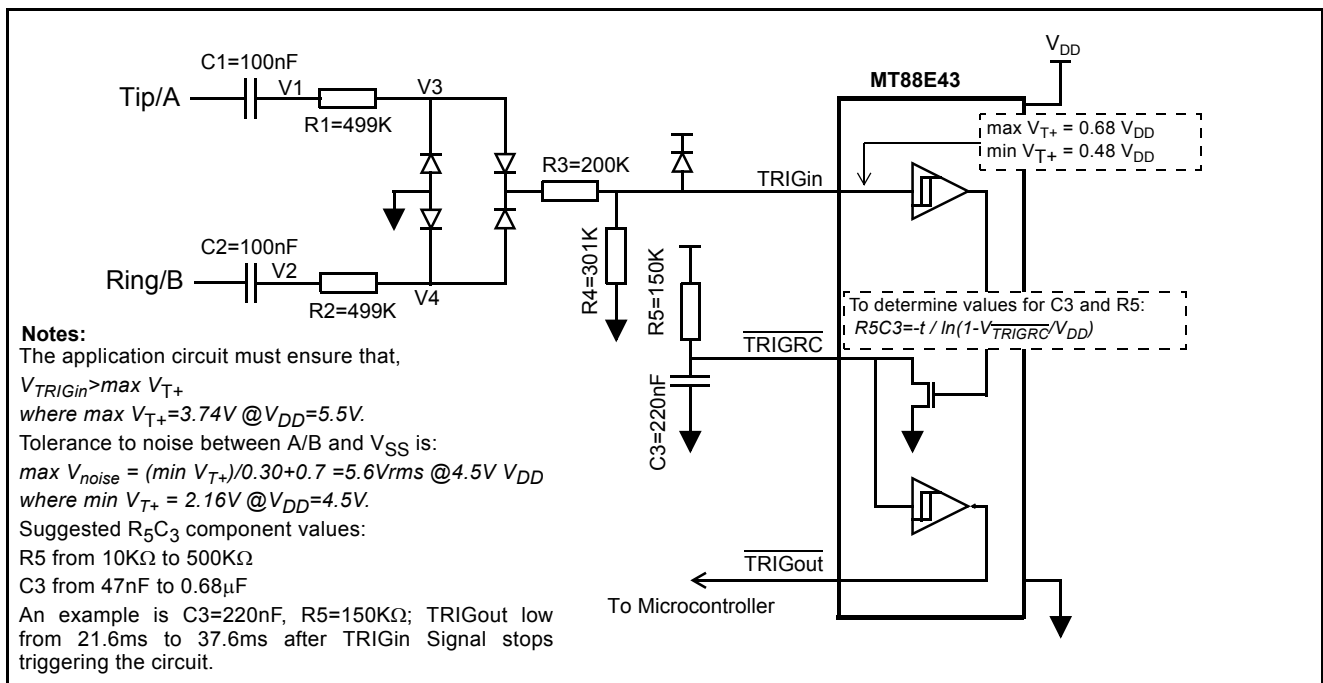 V_DD
MT88E43
C1=100nF
Tip/A
V1
V3
R1=499K
max V_T+ = 0.68 V_DD
min V_T+ = 0.48 V_DD
R3=200K
TRIGin
C2=100nF
Ring/B
V2
R2=499K
V4
R4=301K
R5=150K
To determine values for C3 and R5:
R5C3=-t / ln(1-V_TRIGRC/V_DD)
TRIGRC
C3=220nF
TRIGout
To Microcontroller
Notes:
The application circuit must ensure that,
V_TRIGin>max V_T+
where max V_T+=3.74V @V_DD=5.5V.
Tolerance to noise between A/B and V_SS is:
max V_noise = (min V_T+)/0.30+0.7 =5.6Vrms @4.5V V_DD
where min V_T+ = 2.16V @V_DD=4.5V.
Suggested R_5C_3 component values:
R5 from 10KΩ to 500KΩ
C3 from 47nF to 0.68μF
An example is C3=220nF, R5=150KΩ; TRIGout low
from 21.6ms to 37.6ms after TRIGin Signal stops
triggering the circuit.